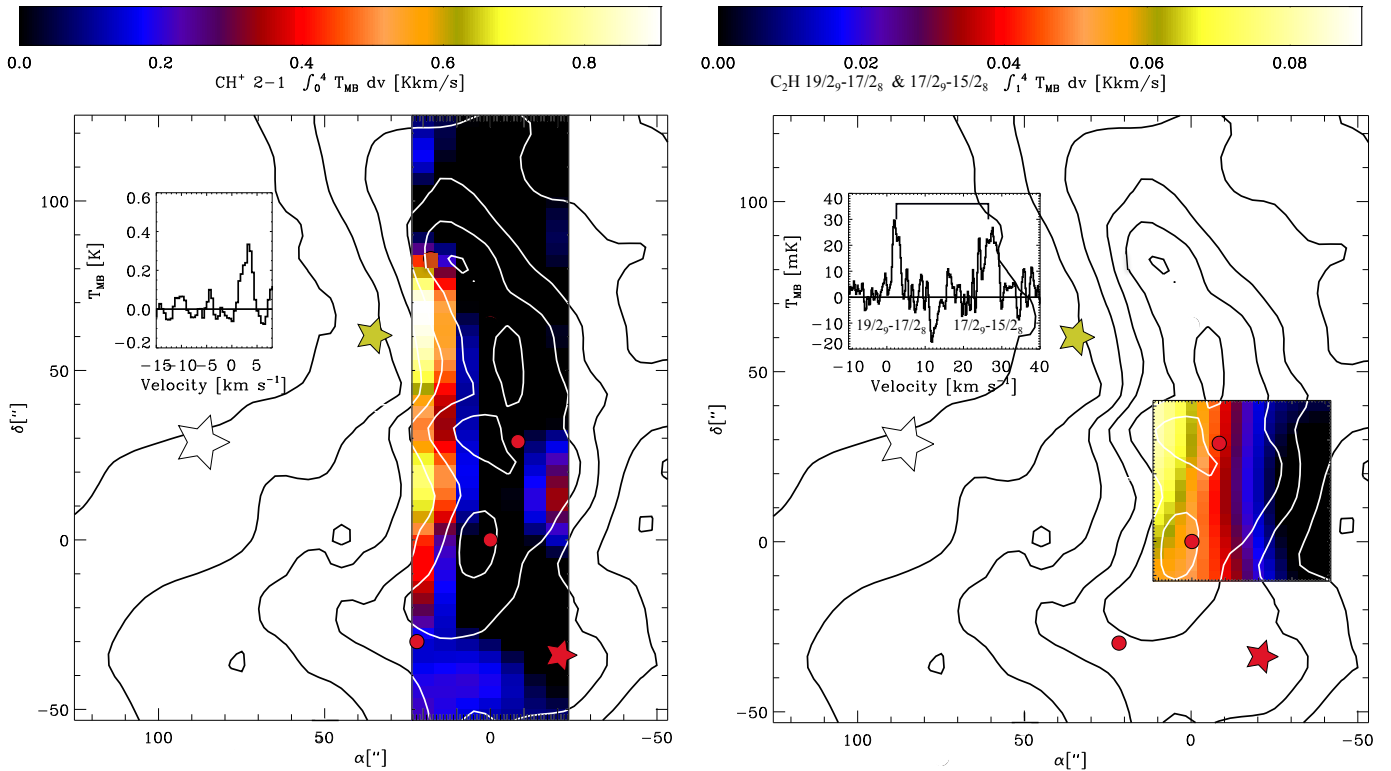 0.0 0.2 0.4 0.6 0.8
CH⁺ 2−1 ∫₀⁴ T_MB dv [Kkm/s]
100
50
0
−50
δ["]
100 50 0 −50
α["]
0.6
0.4
0.2
0.0
−0.2
T_MB [K]
−15−10−5 0 5
Velocity [km s⁻¹]
0.00 0.02 0.04 0.06 0.08
C₂H 19/2₉-17/2₈ & 17/2₉-15/2₈ ∫₁⁴ T_MB dv [Kkm/s]
100
50
0
−50
δ["]
100 50 0 −50
α["]
40
30
20
10
0
−10
−20
T_MB [mK]
19/2₉-17/2₈ 17/2₉-15/2₈
−10 0 10 20 30 40
Velocity [km s⁻¹]